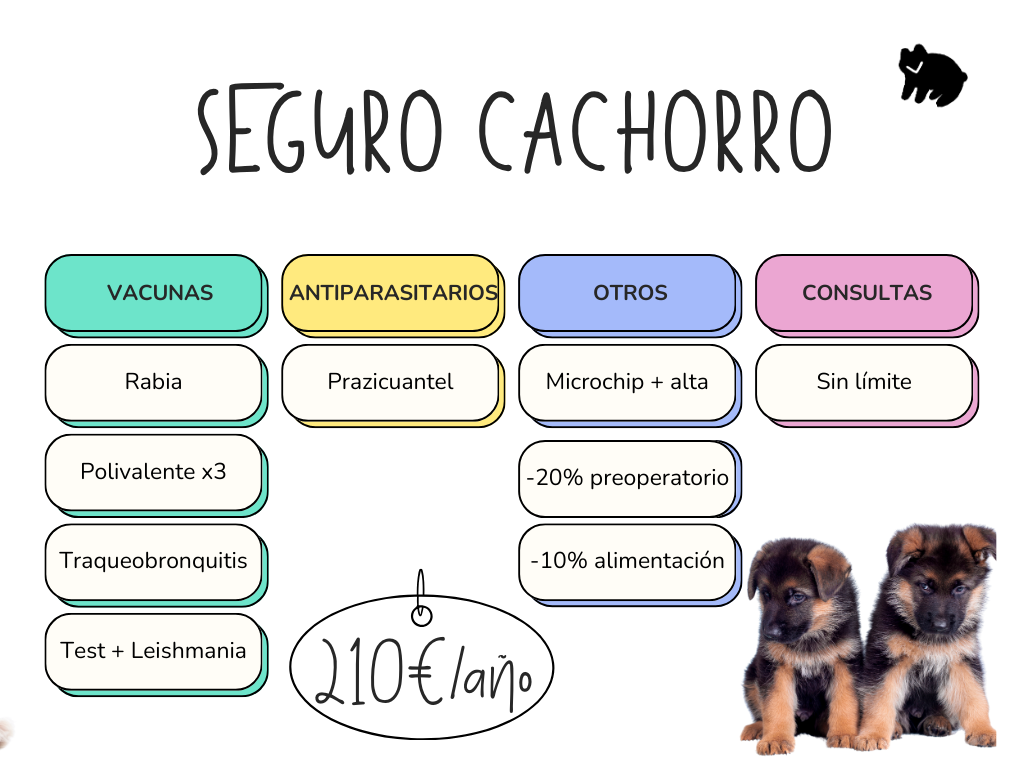 SEGURO CACHORRO
VACUNAS
Rabia
Polivalente x3
Traqueobronquitis
Test + Leishmania
ANTIPARASITARIOS
Prazicuantel
OTROS
Microchip + alta
-20% preoperatorio
-10% alimentación
CONSULTAS
Sin límite
210€/año